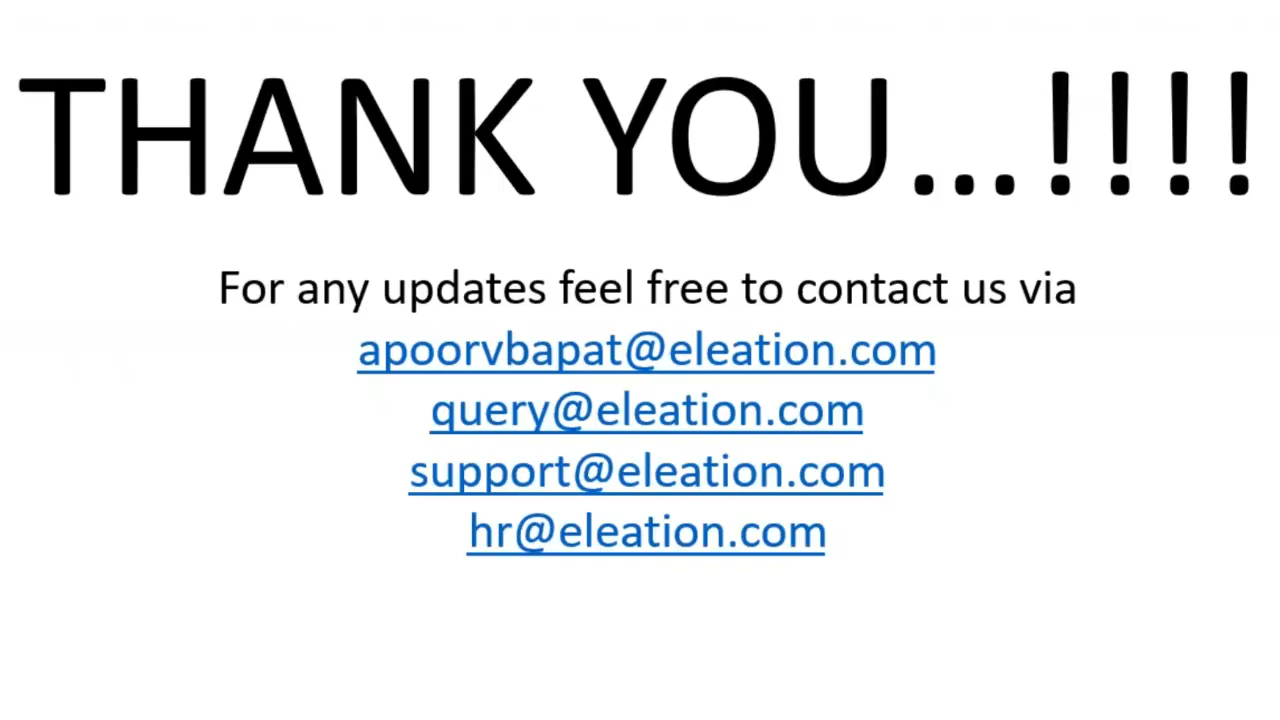 THANK YOU...!!!!
For any updates feel free to contact us via
apoorvbapat@eleation.com
query@eleation.com
support@eleation.com
hr@eleation.com